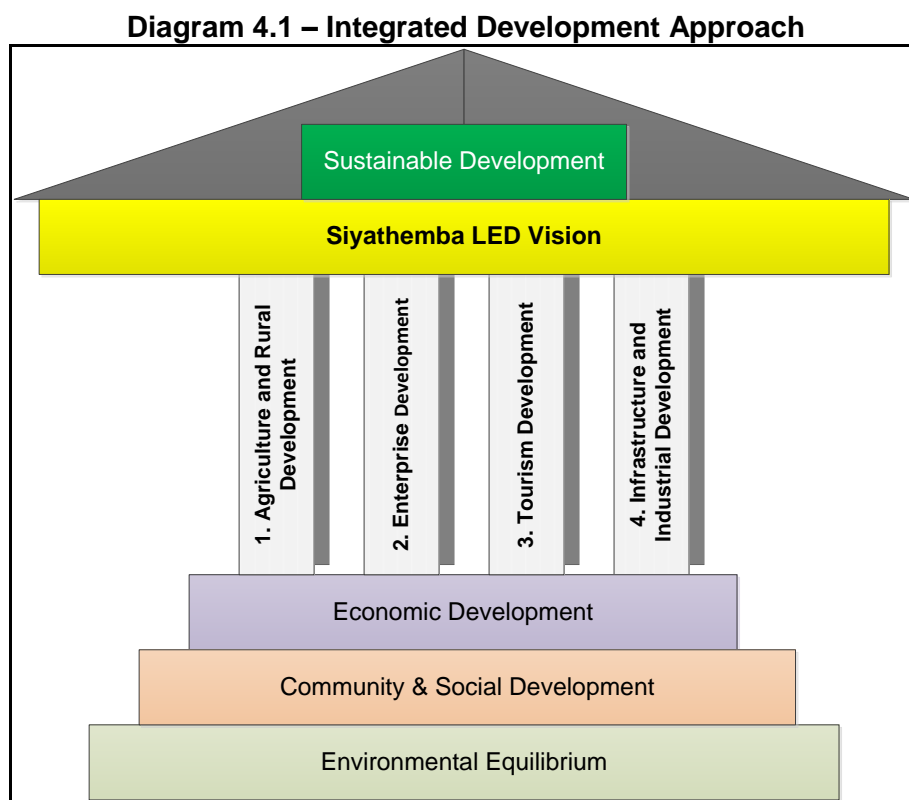 Diagram 4.1 – Integrated Development Approach
Sustainable Development
Siyathemba LED Vision
1. Agriculture and Rural
Development
2. Enterprise Development
3. Tourism Development
4. Infrastructure and
Industrial Development
Economic Development
Community & Social Development
Environmental Equilibrium